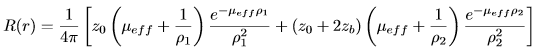 $$R(r) = \frac{1}{4\pi} \left[ z_0 \left( \mu_{eff} + \frac{1}{\rho_1} \right) \frac{e^{-\mu_{eff}\rho_1}}{\rho_1^2} + (z_0 + 2z_b) \left( \mu_{eff} + \frac{1}{\rho_2} \right) \frac{e^{-\mu_{eff}\rho_2}}{\rho_2^2} \right]$$